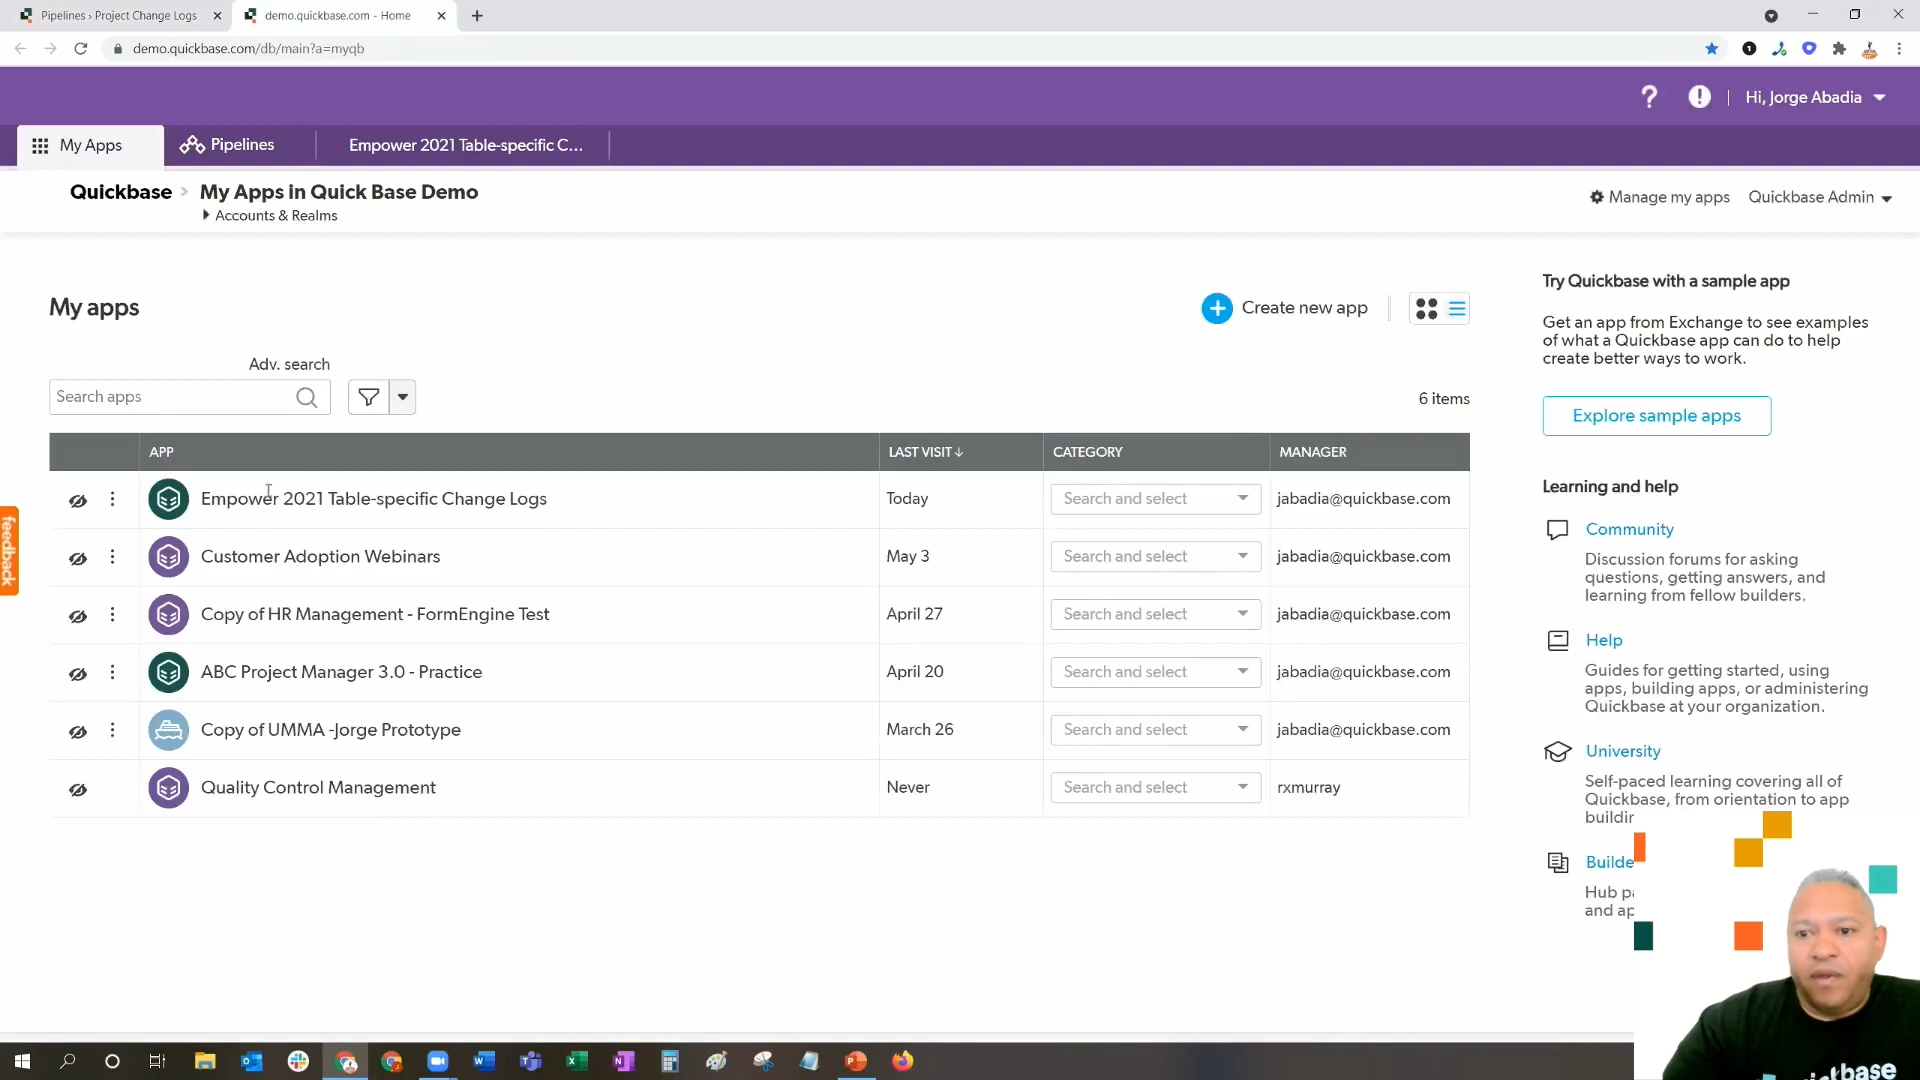 Pipelines › Project Change Logs
demo.quickbase.com - Home
demo.quickbase.com/db/main?a=myqb
Hi, Jorge Abadia
My Apps
Pipelines
Empower 2021 Table-specific C...
Quickbase
My Apps in Quick Base Demo
Accounts & Realms
Manage my apps
Quickbase Admin
My apps
Create new app
Adv. search
Search apps
6 items
APP LAST VISIT CATEGORY MANAGER
Empower 2021 Table-specific Change Logs Today Search and select jabadia@quickbase.com
Customer Adoption Webinars May 3 Search and select jabadia@quickbase.com
Copy of HR Management - FormEngine Test April 27 Search and select jabadia@quickbase.com
ABC Project Manager 3.0 - Practice April 20 Search and select jabadia@quickbase.com
Copy of UMMA -Jorge Prototype March 26 Search and select jabadia@quickbase.com
Quality Control Management Never Search and select rxmurray
Try Quickbase with a sample app
Get an app from Exchange to see examples
of what a Quickbase app can do to help
create better ways to work.
Explore sample apps
Learning and help
Community
Discussion forums for asking
questions, getting answers, and
learning from fellow builders.
Help
Guides for getting started, using
apps, building apps, or administering
Quickbase at your organization.
University
Self-paced learning covering all of
Quickbase, from orientation to app
buildin
Builde
Hub pa
and ap
feedback
ickbase